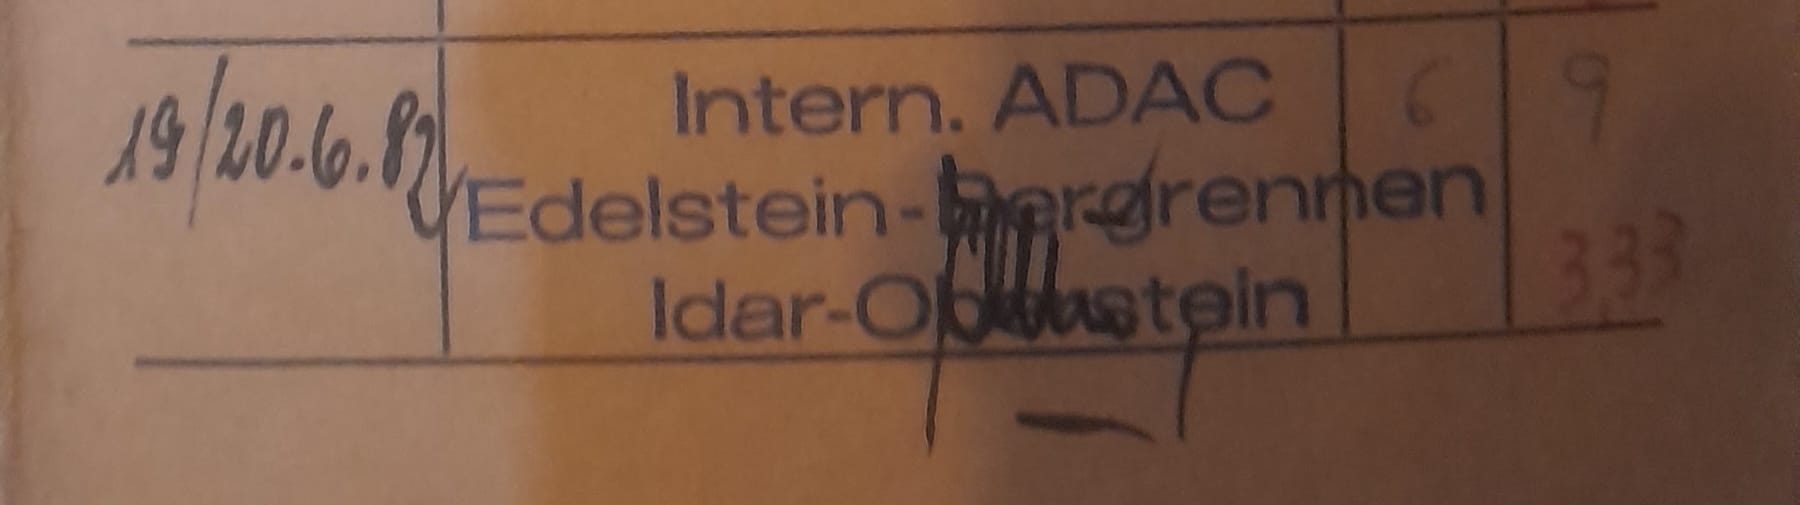 19/20.6.82 Intern. ADAC 6 9
Edelstein-Bergrennen
Idar-Oberstein 3,33